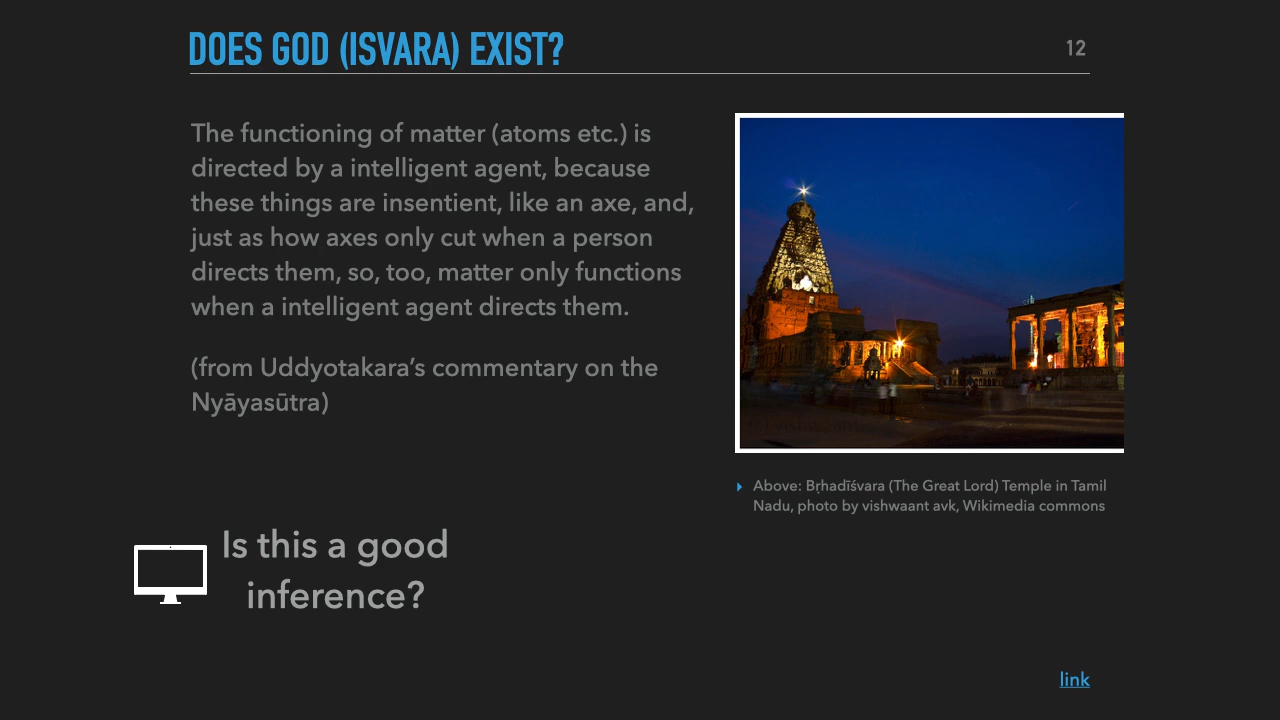 DOES GOD (ISVARA) EXIST?
12
The functioning of matter (atoms etc.) is
directed by a intelligent agent, because
these things are insentient, like an axe, and,
just as how axes only cut when a person
directs them, so, too, matter only functions
when a intelligent agent directs them.
(from Uddyotakara’s commentary on the
Nyāyasūtra)
Above: Bṛhadīśvara (The Great Lord) Temple in Tamil
Nadu, photo by vishwaant avk, Wikimedia commons
Is this a good
inference?
link